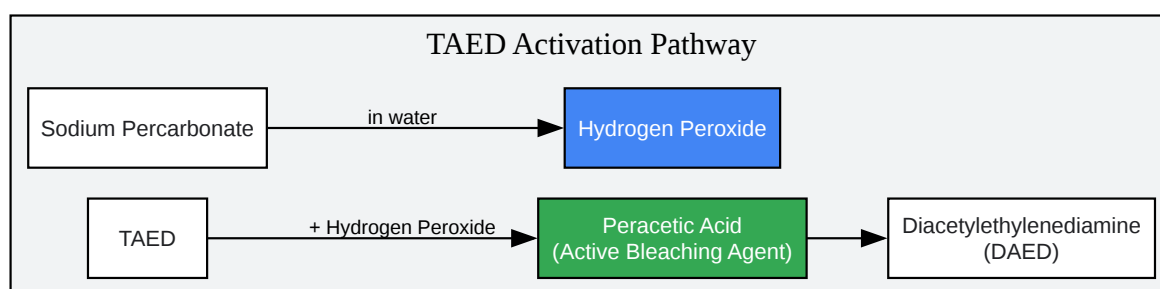 TAED Activation Pathway
Sodium Percarbonate
in water
Hydrogen Peroxide
TAED
+ Hydrogen Peroxide
Peracetic Acid
(Active Bleaching Agent)
Diacetylethylenediamine
(DAED)